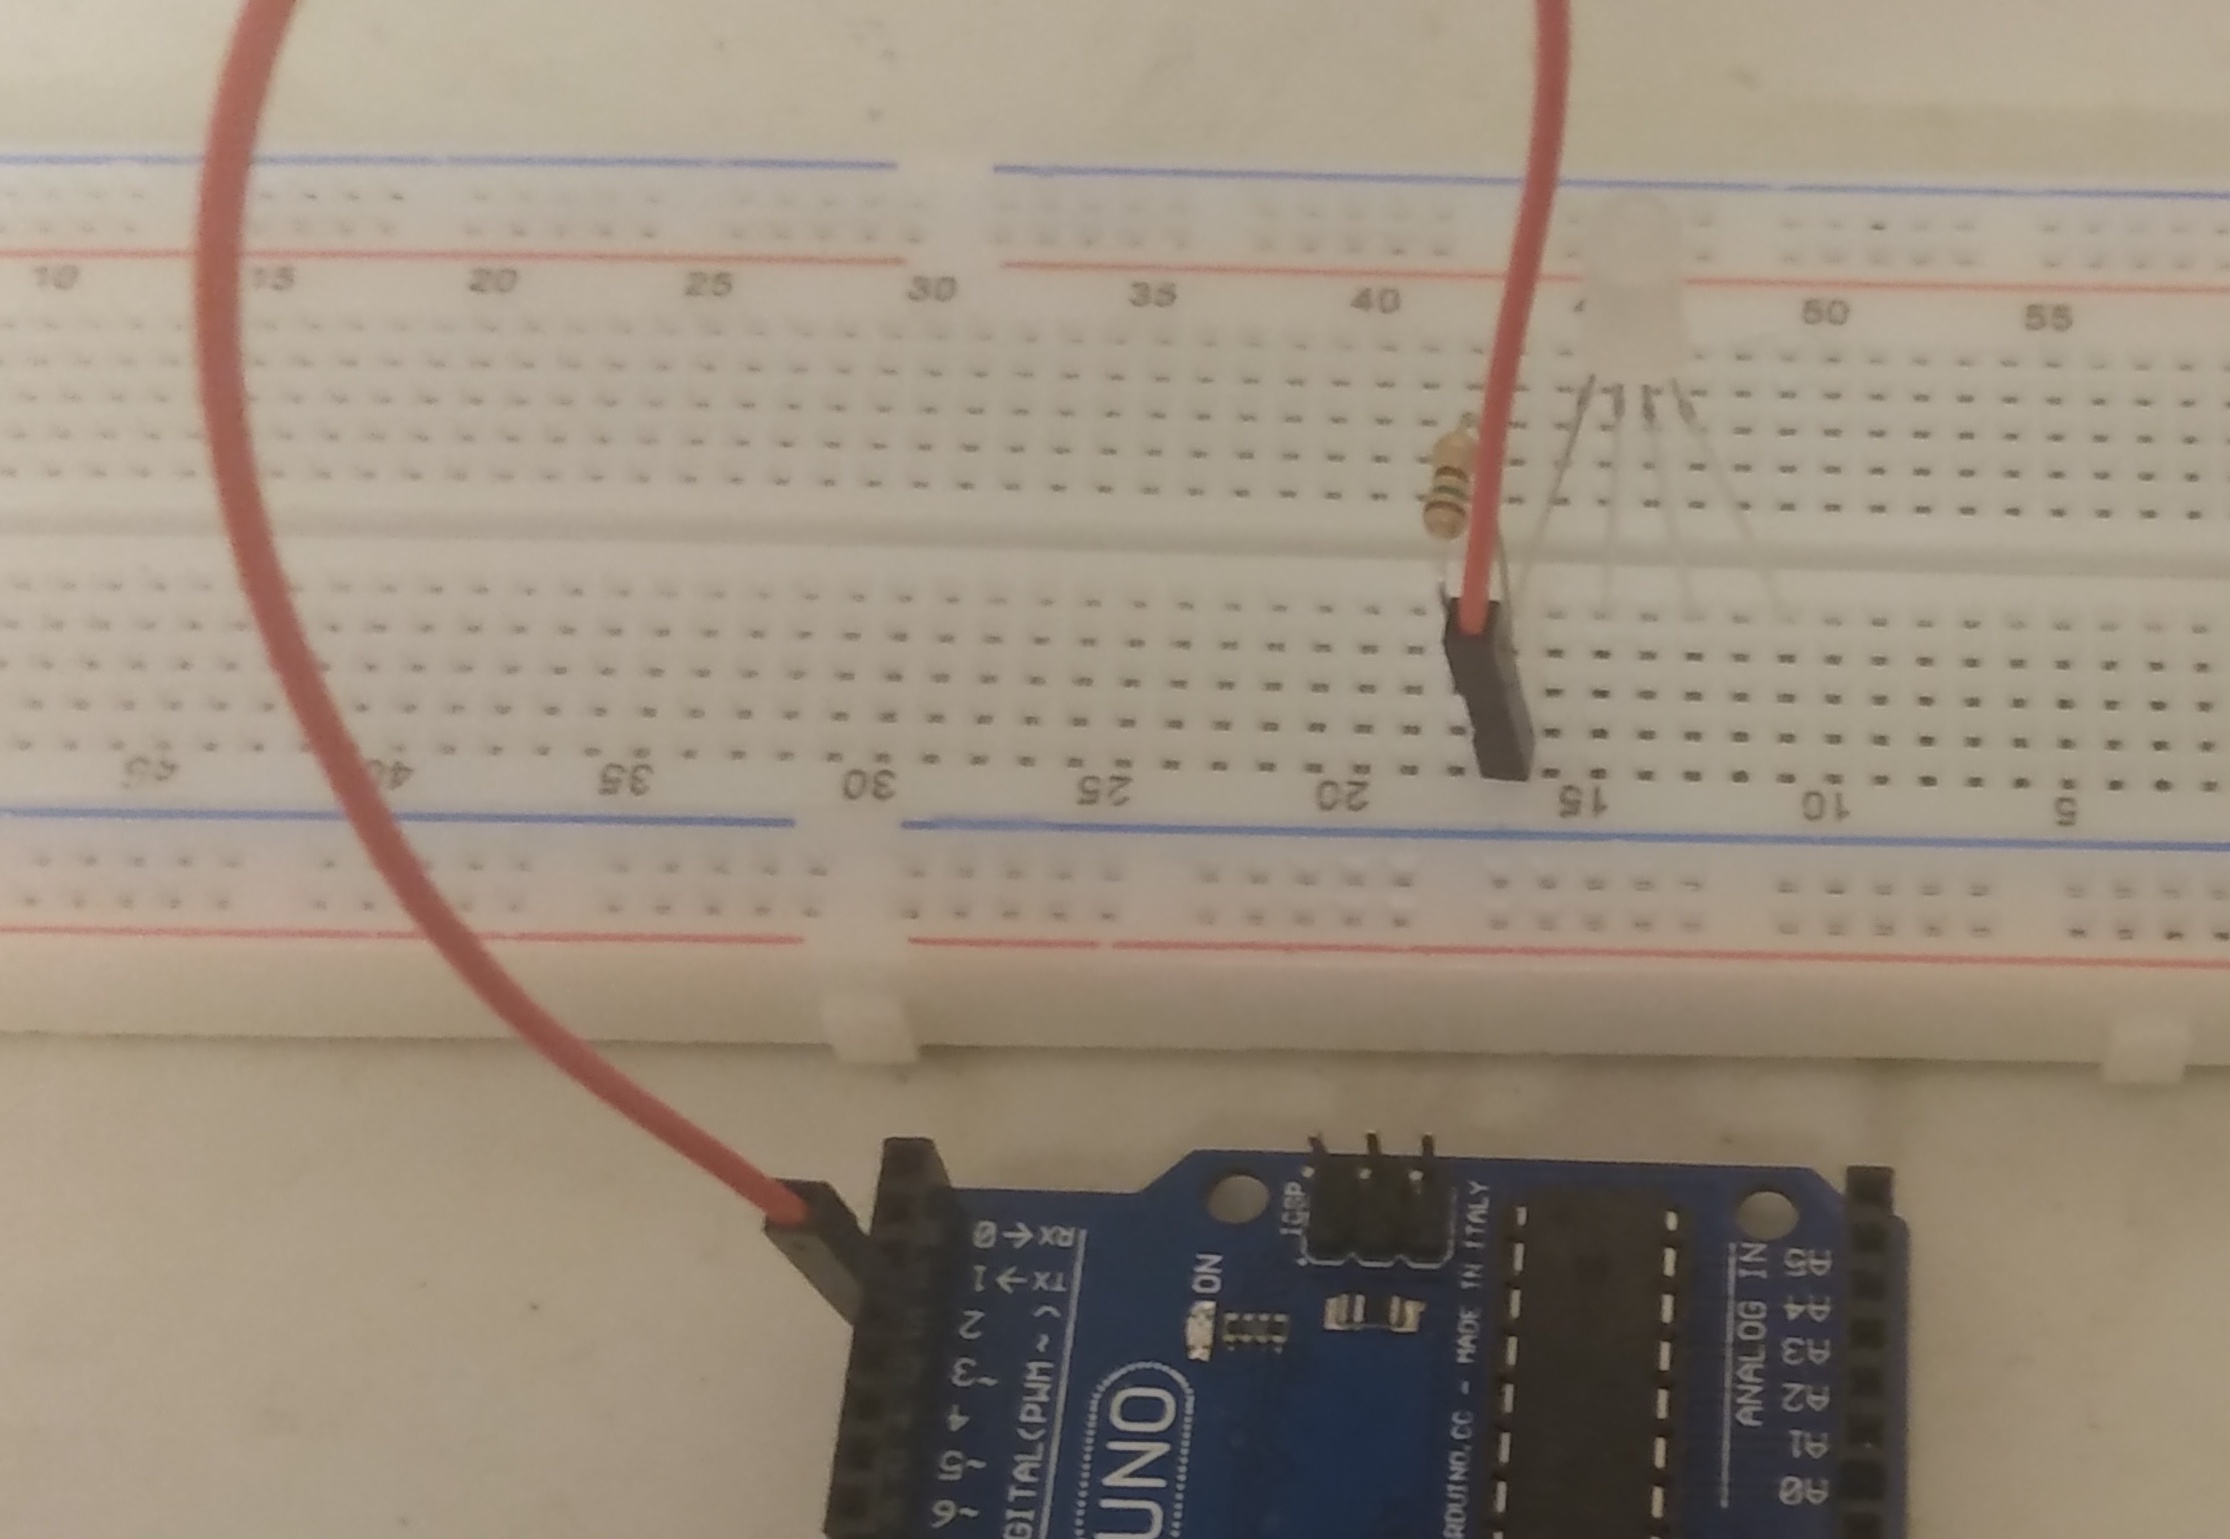 10 15 20 25 30 35 40 50 55
45 40 35 30 25 20 15 10 5
RX→0
TX←1
2
~3
4
~5
~6
DIGITAL(PWM~)
UNO
ON
ICSP
ARDUINO.CC - MADE IN ITALY
ANALOG IN
A5
A4
A3
A2
A1
A0